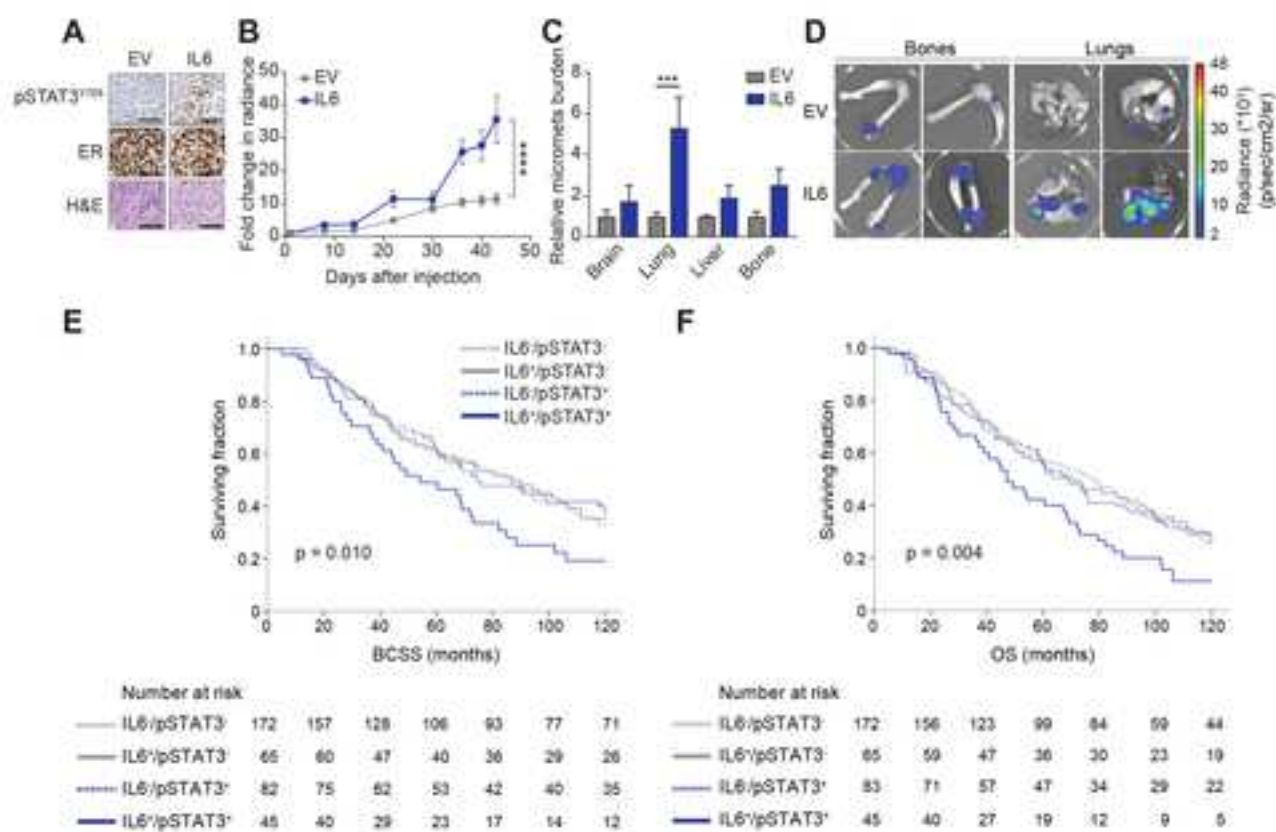 A
EV IL6
pSTAT3
ER
H&E
B
Fold change in radiance
50
40
30
20
10
0
EV
IL6
****
0 10 20 30 40 50
Days after injection
C
Relative micromets burden
8
6
4
2
0
***
EV
IL6
Brain Lung Liver Bone
D
Bones Lungs
EV
IL6
48
40
30
20
10
2
Radiance
(p/sec/cm2/sr)
E
Surviving fraction
1.0
0.8
0.6
0.4
0.2
0
IL6⁻/pSTAT3⁻
IL6⁺/pSTAT3⁻
IL6⁻/pSTAT3⁺
IL6⁺/pSTAT3⁺
p = 0.010
0 20 40 60 80 100 120
BCSS (months)
Number at risk
IL6⁻/pSTAT3⁻ 172 157 128 106 93 77 71
IL6⁺/pSTAT3⁻ 65 60 47 40 36 29 26
IL6⁻/pSTAT3⁺ 82 75 62 53 42 40 35
IL6⁺/pSTAT3⁺ 45 40 29 23 17 14 12
F
Surviving fraction
1.0
0.8
0.6
0.4
0.2
0
p = 0.004
0 20 40 60 80 100 120
OS (months)
Number at risk
IL6⁻/pSTAT3⁻ 172 156 123 99 84 59 44
IL6⁺/pSTAT3⁻ 65 59 47 36 30 23 19
IL6⁻/pSTAT3⁺ 83 71 57 47 34 29 22
IL6⁺/pSTAT3⁺ 45 40 27 19 12 9 5